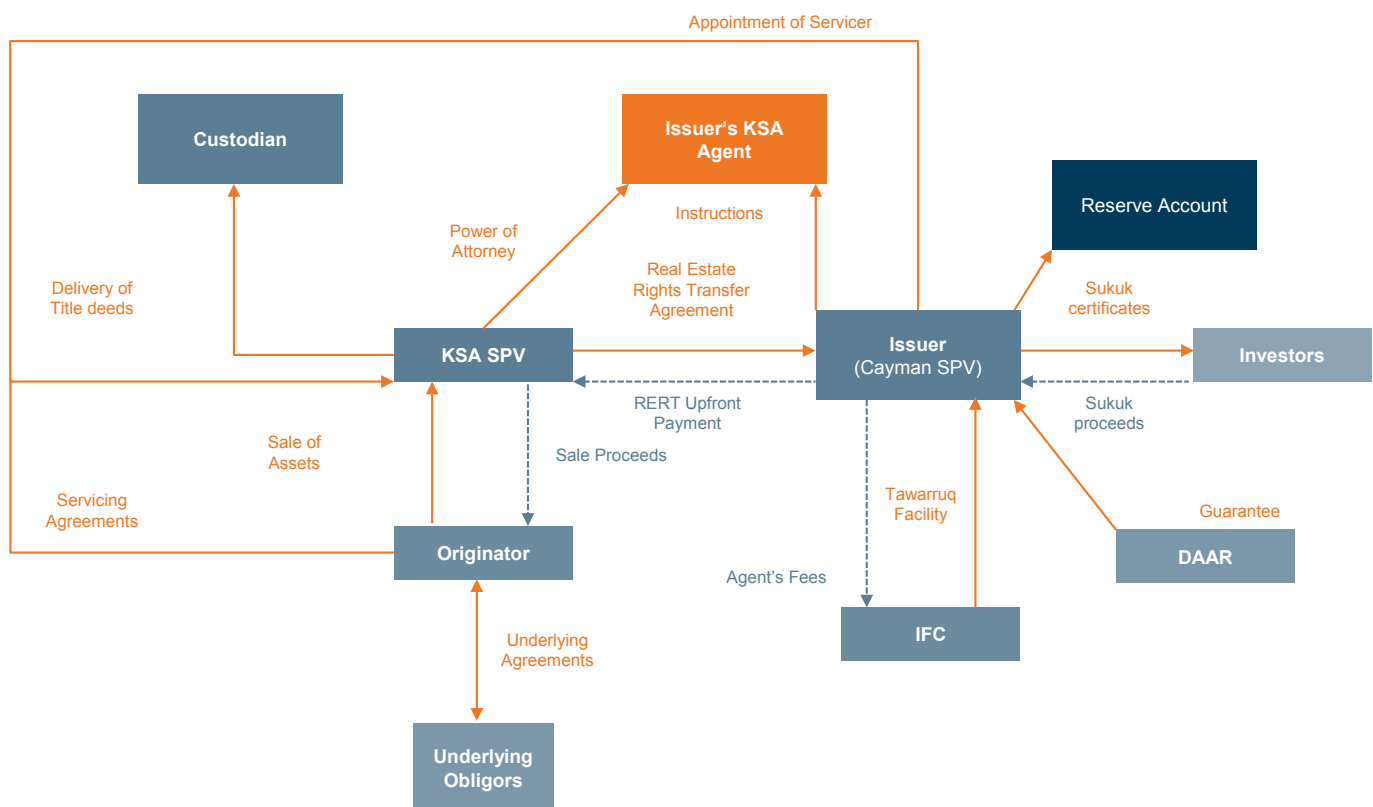 Appointment of Servicer
Custodian
Issuer’s KSA
Agent
Reserve Account
Instructions
Power of
Attorney
Real Estate
Rights Transfer
Agreement
Delivery of
Title deeds
Sukuk
certificates
KSA SPV
Issuer
(Cayman SPV)
Investors
RERT Upfront
Payment
Sukuk
proceeds
Sale of
Assets
Sale Proceeds
Servicing
Agreements
Tawarruq
Facility
Guarantee
Originator
DAAR
Agent’s Fees
IFC
Underlying
Agreements
Underlying
Obligors